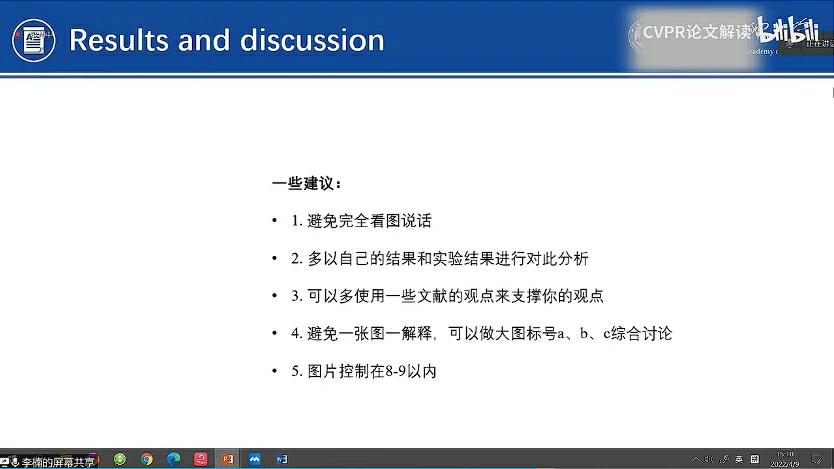 Results and discussion
CVPR论文解读
bilibili
一些建议：
• 1. 避免完全看图说话
• 2. 多以自己的结果和实验结果进行对此分析
• 3. 可以多使用一些文献的观点来支撑你的观点
• 4. 避免一张图一解释，可以做大图标号a、b、c综合讨论
• 5. 图片控制在8-9以内
李楠的屏幕共享
英
15:10
2022/4/9